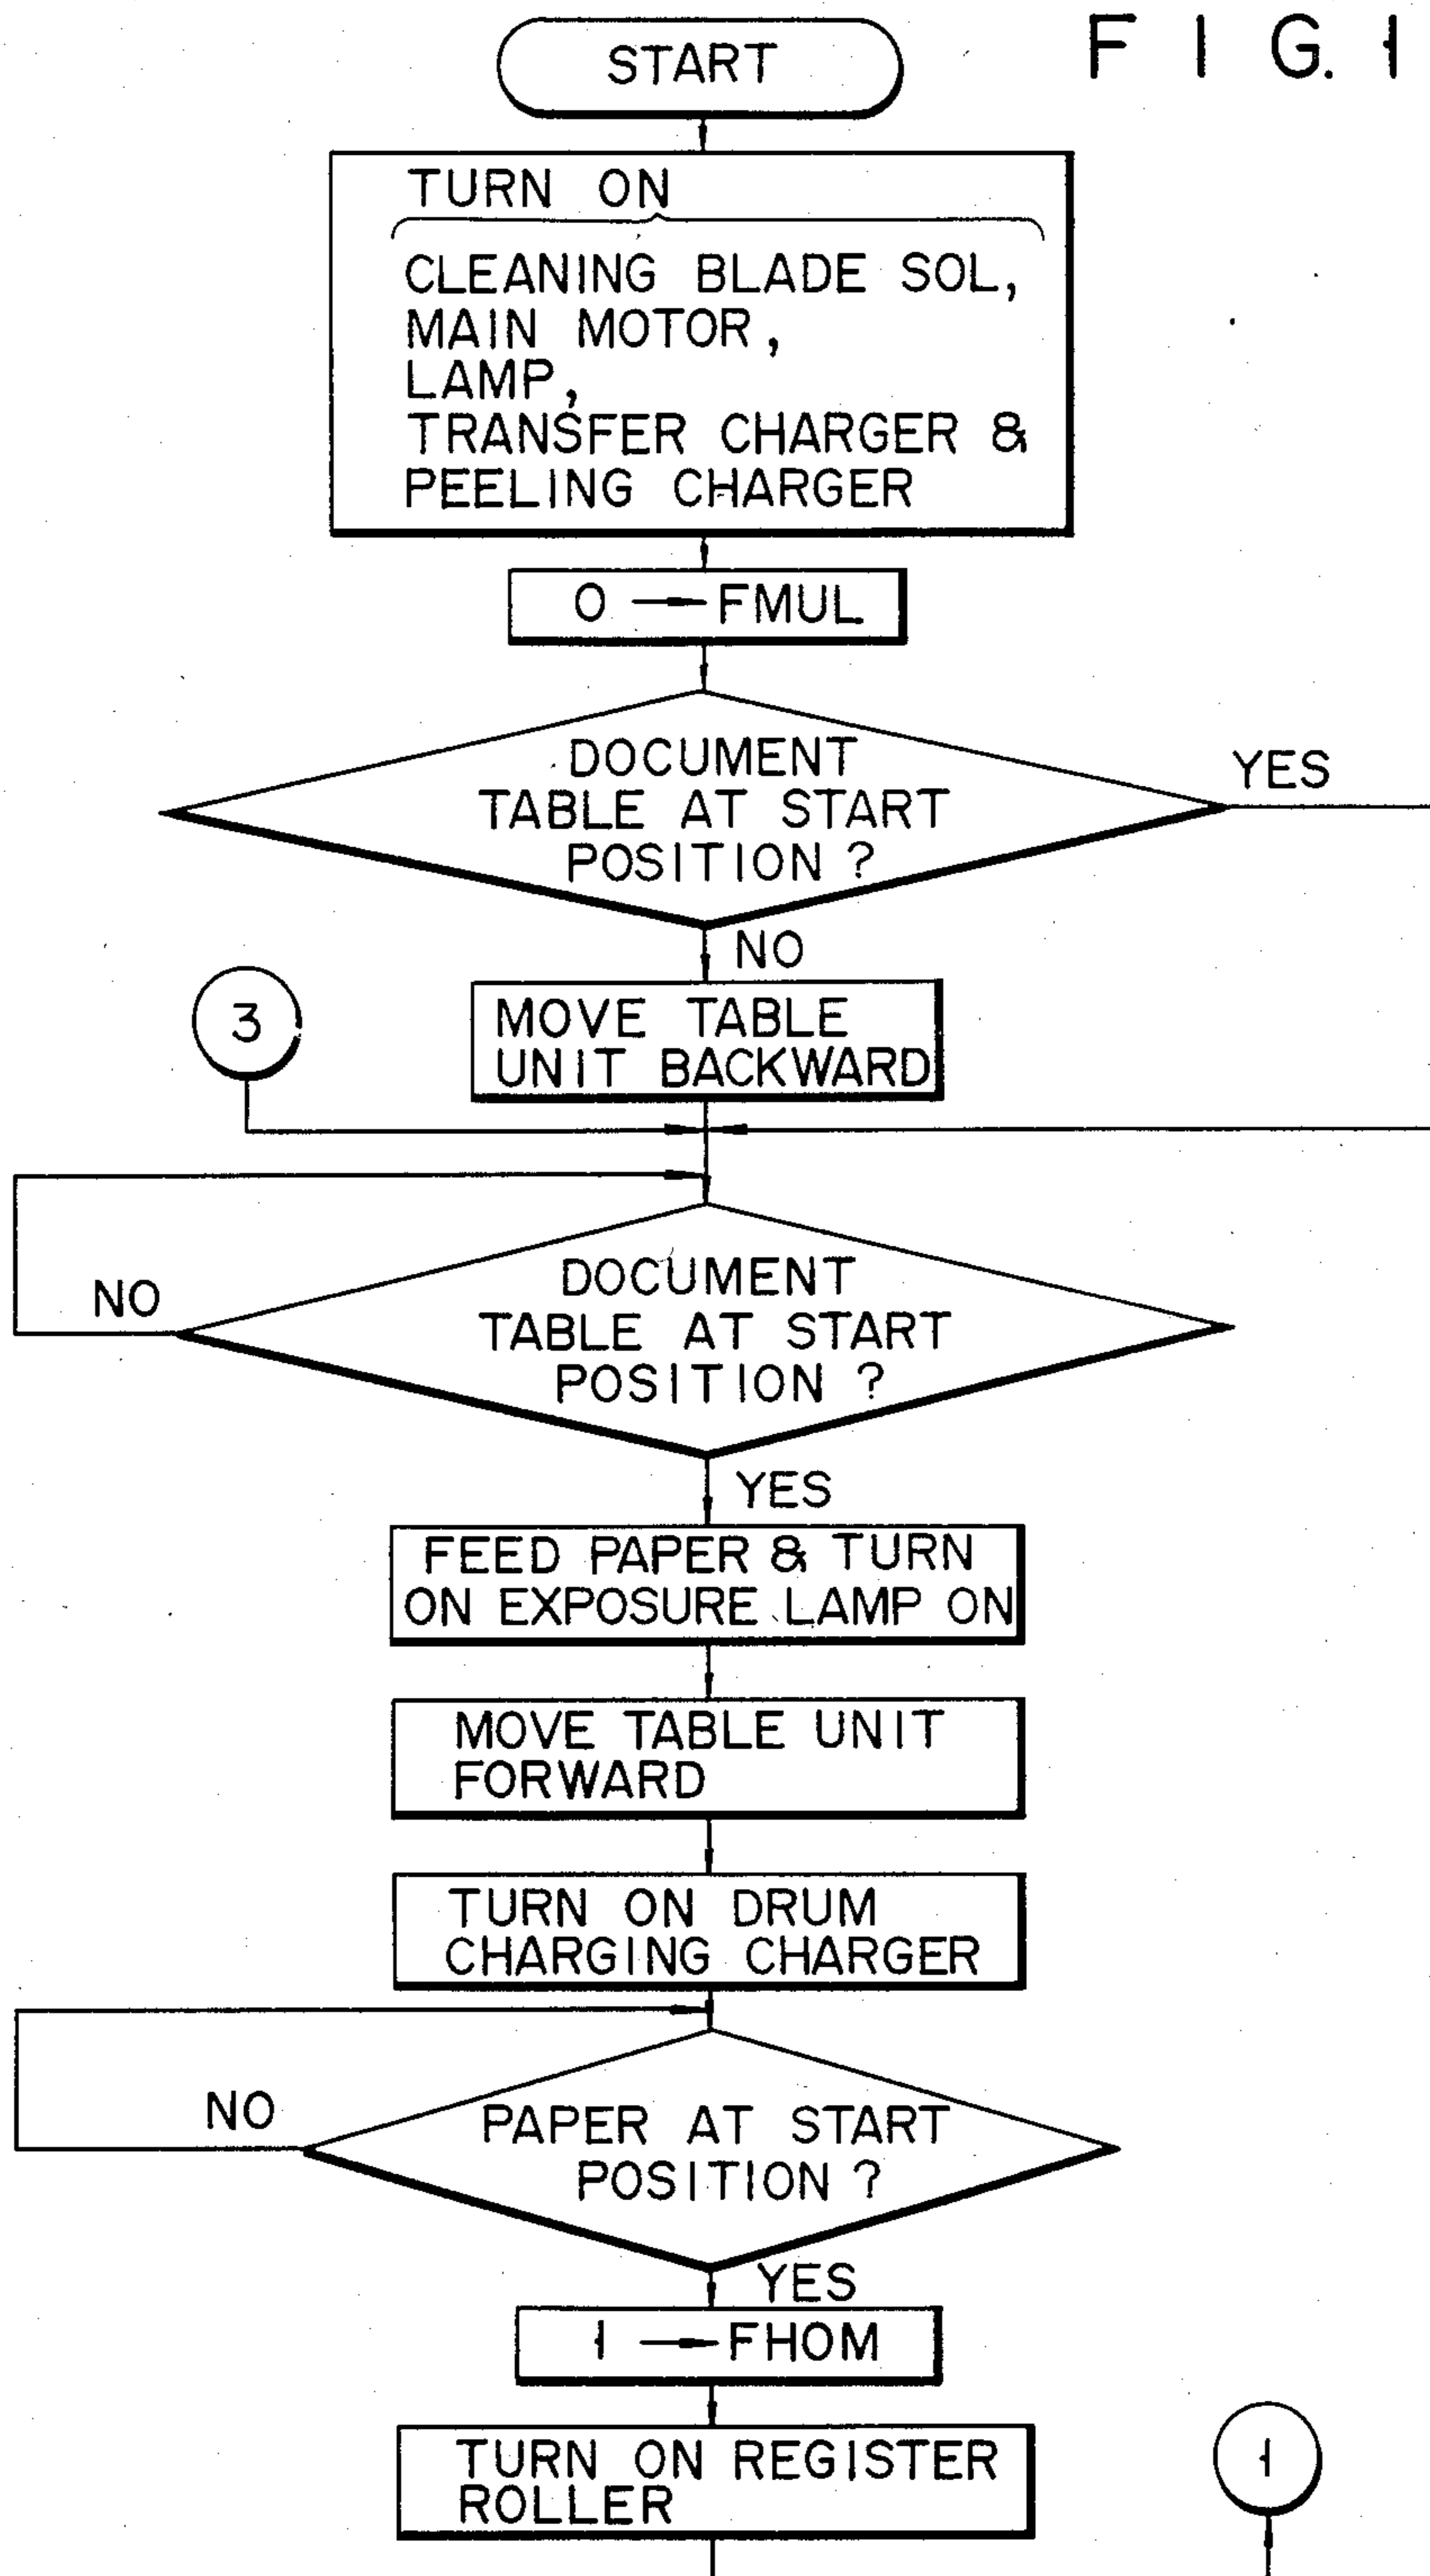 FIG. 1
START
TURN ON
CLEANING BLADE SOL,
MAIN MOTOR,
LAMP,
TRANSFER CHARGER &
PEELING CHARGER
0 → FMUL
DOCUMENT
TABLE AT START
POSITION ?
YES
NO
3
MOVE TABLE
UNIT BACKWARD
DOCUMENT
TABLE AT START
POSITION ?
NO
YES
FEED PAPER & TURN
ON EXPOSURE LAMP ON
MOVE TABLE UNIT
FORWARD
TURN ON DRUM
CHARGING CHARGER
PAPER AT START
POSITION ?
NO
YES
1 → FHOM
TURN ON REGISTER
ROLLER
1